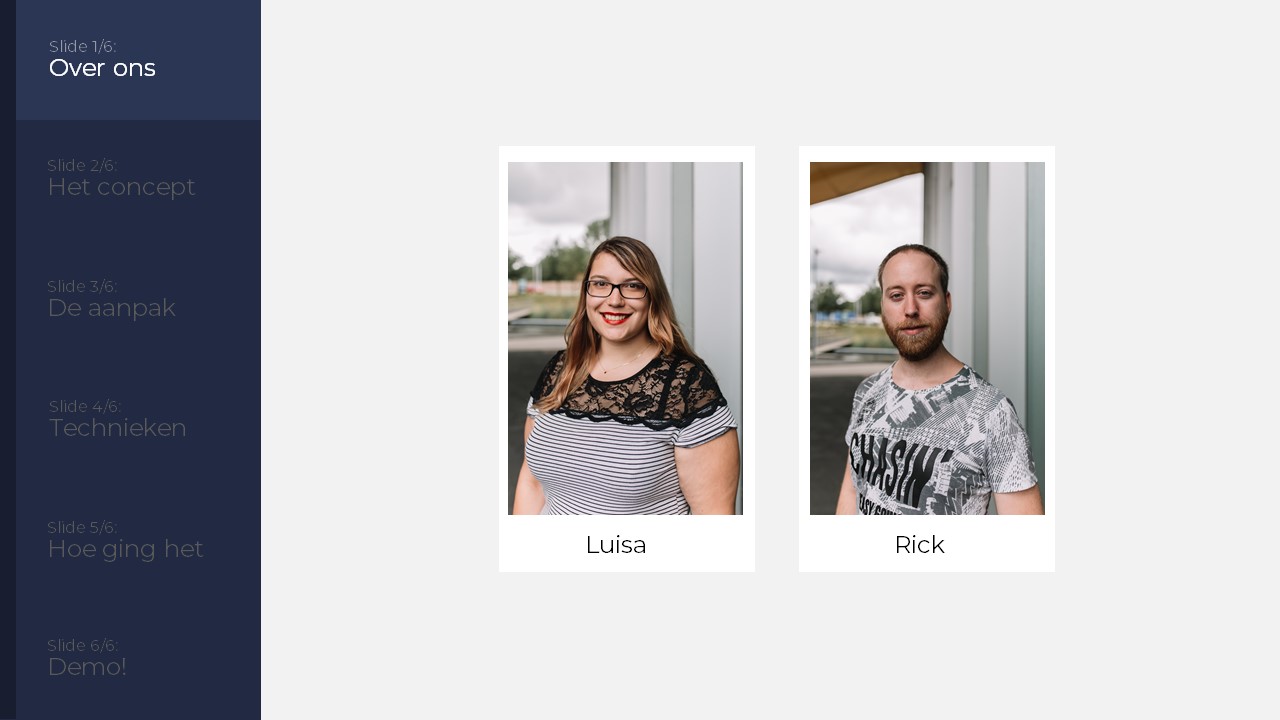 Slide 1/6:
Over ons
Slide 2/6:
Het concept
Slide 3/6:
De aanpak
Slide 4/6:
Technieken
Slide 5/6:
Hoe ging het
Slide 6/6:
Demo!
CHASIN'
Luisa
Rick